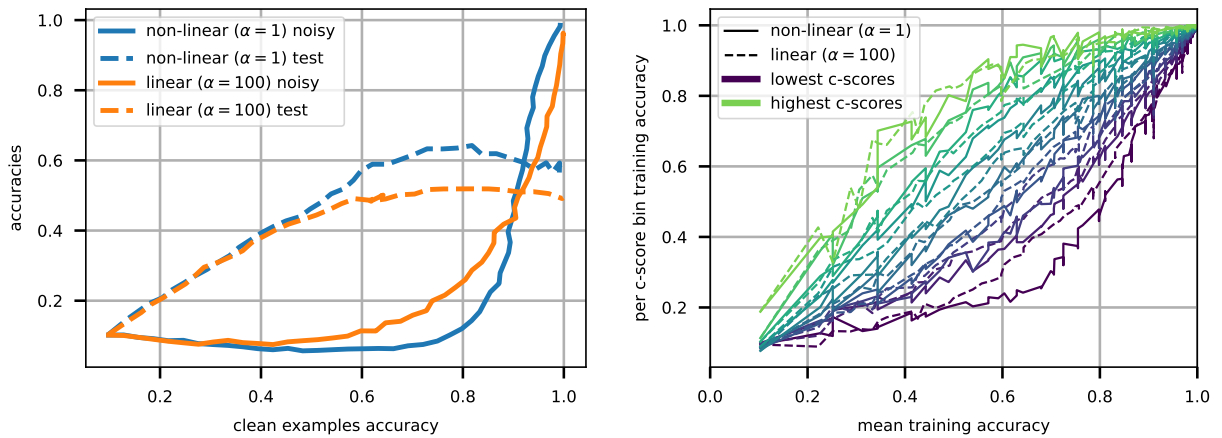 1.0
0.8
0.6
0.4
0.2
accuracies
non-linear (α = 1) noisy
non-linear (α = 1) test
linear (α = 100) noisy
linear (α = 100) test
0.2 0.4 0.6 0.8 1.0
clean examples accuracy
1.0
0.8
0.6
0.4
0.2
per c-score bin training accuracy
non-linear (α = 1)
linear (α = 100)
lowest c-scores
highest c-scores
0.0 0.2 0.4 0.6 0.8 1.0
mean training accuracy